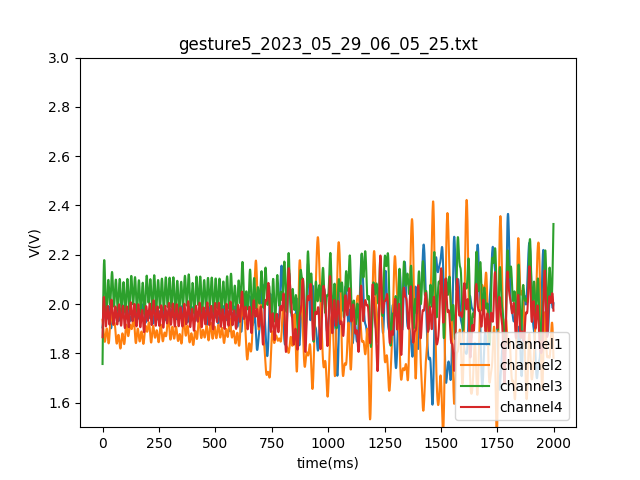 gesture5_2023_05_29_06_05_25.txt
3.0
2.8
2.6
2.4
2.2
2.0
1.8
1.6
V(V)
channel1
channel2
channel3
channel4
0 250 500 750 1000 1250 1500 1750 2000
time(ms)